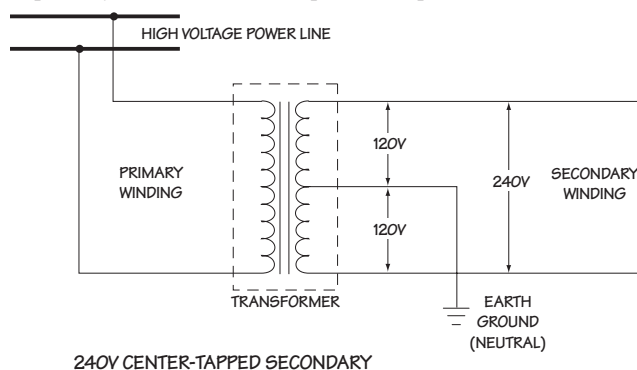 HIGH VOLTAGE POWER LINE
120V
PRIMARY
WINDING
240V
SECONDARY
WINDING
120V
TRANSFORMER
EARTH
GROUND
(NEUTRAL)
240V CENTER-TAPPED SECONDARY